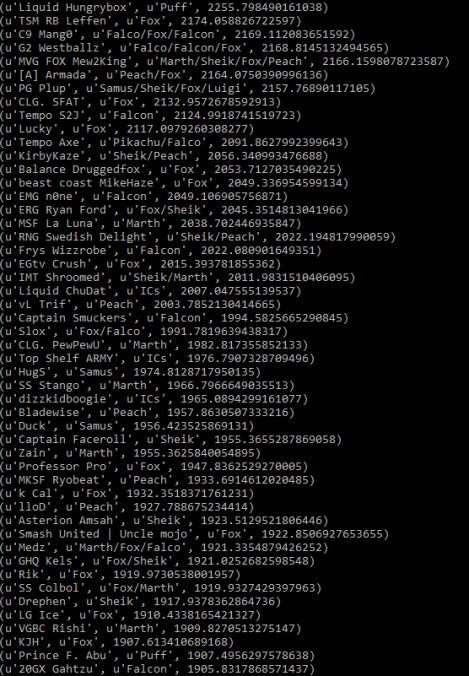 (u'Liquid Hungrybox', u'Puff', 2255.798490161038)
(u'TSM RB Leffen', u'Fox', 2174.058826722597)
(u'C9 Mang0', u'Falco/Fox/Falcon', 2169.112083651592)
(u'G2 Westballz', u'Falco/Falcon/Fox', 2168.8145132494565)
(u'MVG FOX Mew2King', u'Marth/Sheik/Fox/Peach', 2166.1598078723587)
(u'[A] Armada', u'Peach/Fox', 2164.0750390996136)
(u'PG Plup', u'Samus/Sheik/Fox/Luigi', 2157.76890117105)
(u'CLG. SFAT', u'Fox', 2132.9572678592913)
(u'Tempo S2J', u'Falcon', 2124.9918741519723)
(u'Lucky', u'Fox', 2117.0979260308277)
(u'Tempo Axe', u'Pikachu/Falco', 2091.8627992399643)
(u'KirbyKaze', u'Sheik/Peach', 2056.340993476688)
(u'Balance Druggedfox', u'Fox', 2053.7127035490225)
(u'beast coast MikeHaze', u'Fox', 2049.336954599134)
(u'EMG n0ne', u'Falcon', 2049.106905756871)
(u'ERG Ryan Ford', u'Fox/Sheik', 2045.3514813041966)
(u'MSF La Luna', u'Marth', 2038.702446935847)
(u'RNG Swedish Delight', u'Sheik/Peach', 2022.194817990059)
(u'Frys Wizzrobe', u'Falcon', 2022.080901649351)
(u'EGtv Crush', u'Fox', 2015.393781855362)
(u'IMT Shroomed', u'Sheik/Marth', 2011.9831510406095)
(u'Liquid ChuDat', u'ICs', 2007.047555139537)
(u'vL Trif', u'Peach', 2003.7852130414665)
(u'Captain Smuckers', u'Falcon', 1994.5825665290845)
(u'Slox', u'Fox/Falco', 1991.7819639438317)
(u'CLG. PewPewU', u'Marth', 1982.817355852133)
(u'Top Shelf ARMY', u'ICs', 1976.7907328709496)
(u'HugS', u'Samus', 1974.8128717950135)
(u'SS Stango', u'Marth', 1966.7966649035513)
(u'dizzkidboogie', u'ICs', 1965.0894299161077)
(u'Bladewise', u'Peach', 1957.8630507333216)
(u'Duck', u'Samus', 1956.423525869131)
(u'Captain Faceroll', u'Sheik', 1955.3655287869058)
(u'Zain', u'Marth', 1955.3625840054895)
(u'Professor Pro', u'Fox', 1947.8362529270005)
(u'MKSF Ryobeat', u'Peach', 1933.6914612020485)
(u'k Cal', u'Fox', 1932.3518371761231)
(u'lloD', u'Peach', 1927.788675234414)
(u'Asterion Amsah', u'Sheik', 1923.5129521806446)
(u'Smash United | Uncle mojo', u'Fox', 1922.8506927653655)
(u'Medz', u'Marth/Fox/Falco', 1921.3354879426252)
(u'GHQ Kels', u'Fox/Sheik', 1921.0252682598548)
(u'Rik', u'Fox', 1919.9730538001957)
(u'SS Colbol', u'Fox/Marth', 1919.9327429397963)
(u'Drephen', u'Sheik', 1917.9378362864736)
(u'LG Ice', u'Fox', 1910.4338165421327)
(u'VGBC Rishi', u'Marth', 1909.8270513275147)
(u'KJH', u'Fox', 1907.613410689168)
(u'Prince F. Abu', u'Puff', 1907.4956297578638)
(u'20GX Gahtzu', u'Falcon', 1905.8317868571437)